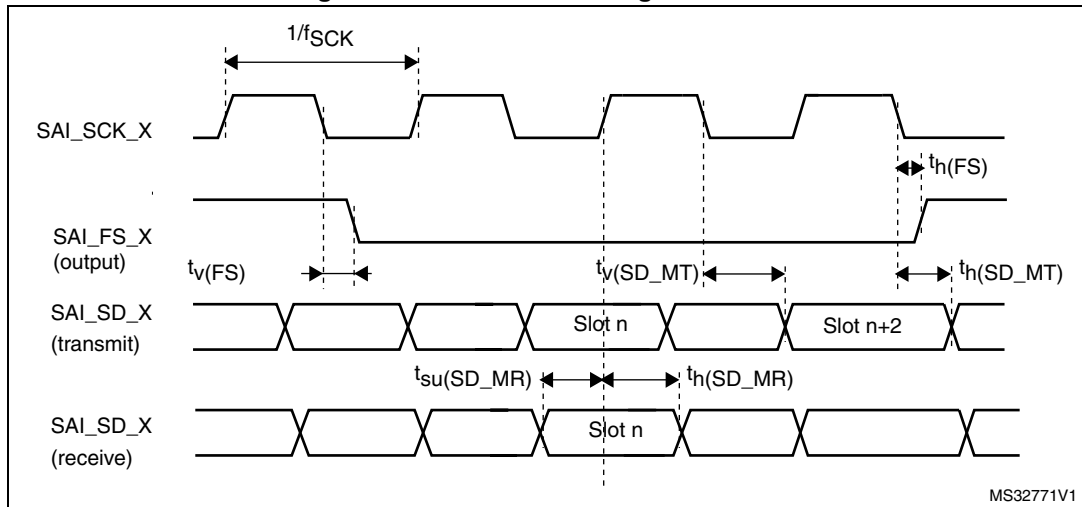 1/fSCK
SAI_SCK_X
th(FS)
SAI_FS_X
(output)
tv(FS)
tv(SD_MT)
th(SD_MT)
SAI_SD_X
(transmit)
Slot n
Slot n+2
tsu(SD_MR)
th(SD_MR)
SAI_SD_X
(receive)
Slot n
MS32771V1